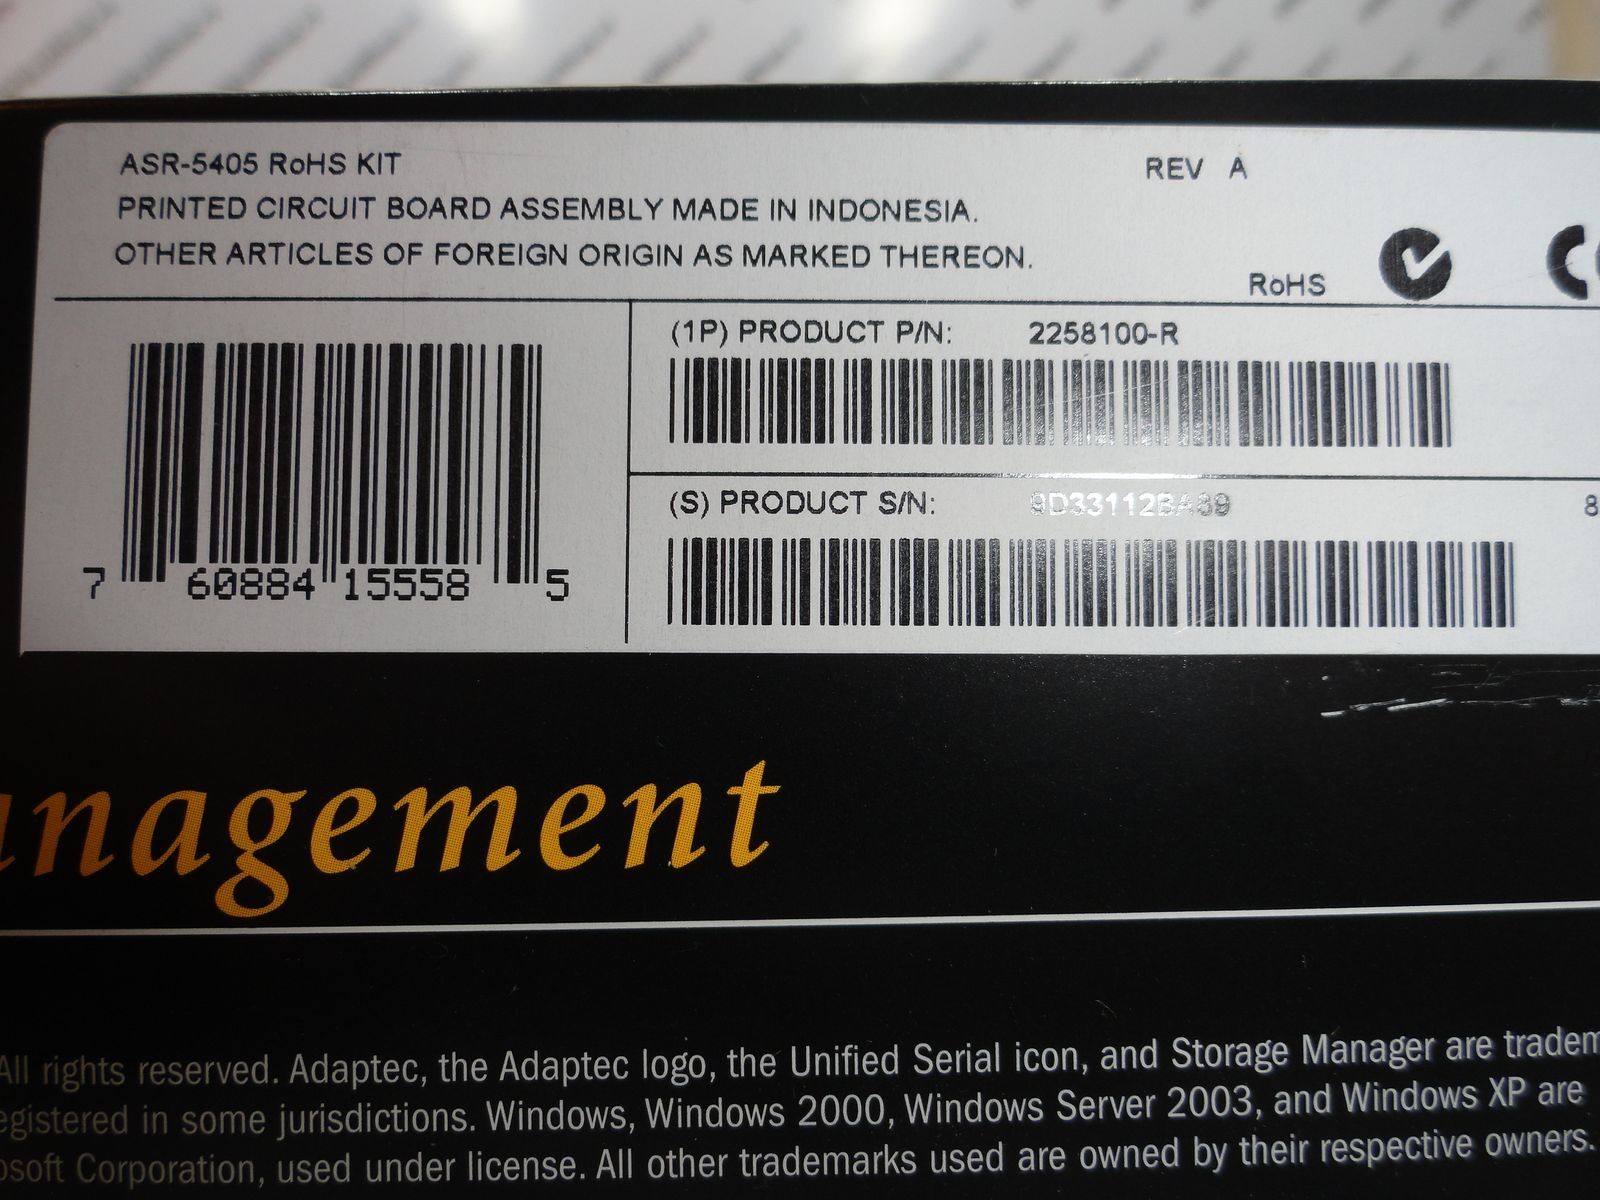 ASR-5405 RoHS KIT
REV A
PRINTED CIRCUIT BOARD ASSEMBLY MADE IN INDONESIA.
OTHER ARTICLES OF FOREIGN ORIGIN AS MARKED THEREON.
RoHS
CE
(1P) PRODUCT P/N: 2258100-R
(S) PRODUCT S/N: 8
7 60884 15558 5
anagement
All rights reserved. Adaptec, the Adaptec logo, the Unified Serial icon, and Storage Manager are tradem
egistered in some jurisdictions. Windows, Windows 2000, Windows Server 2003, and Windows XP are
osoft Corporation, used under license. All other trademarks used are owned by their respective owners.